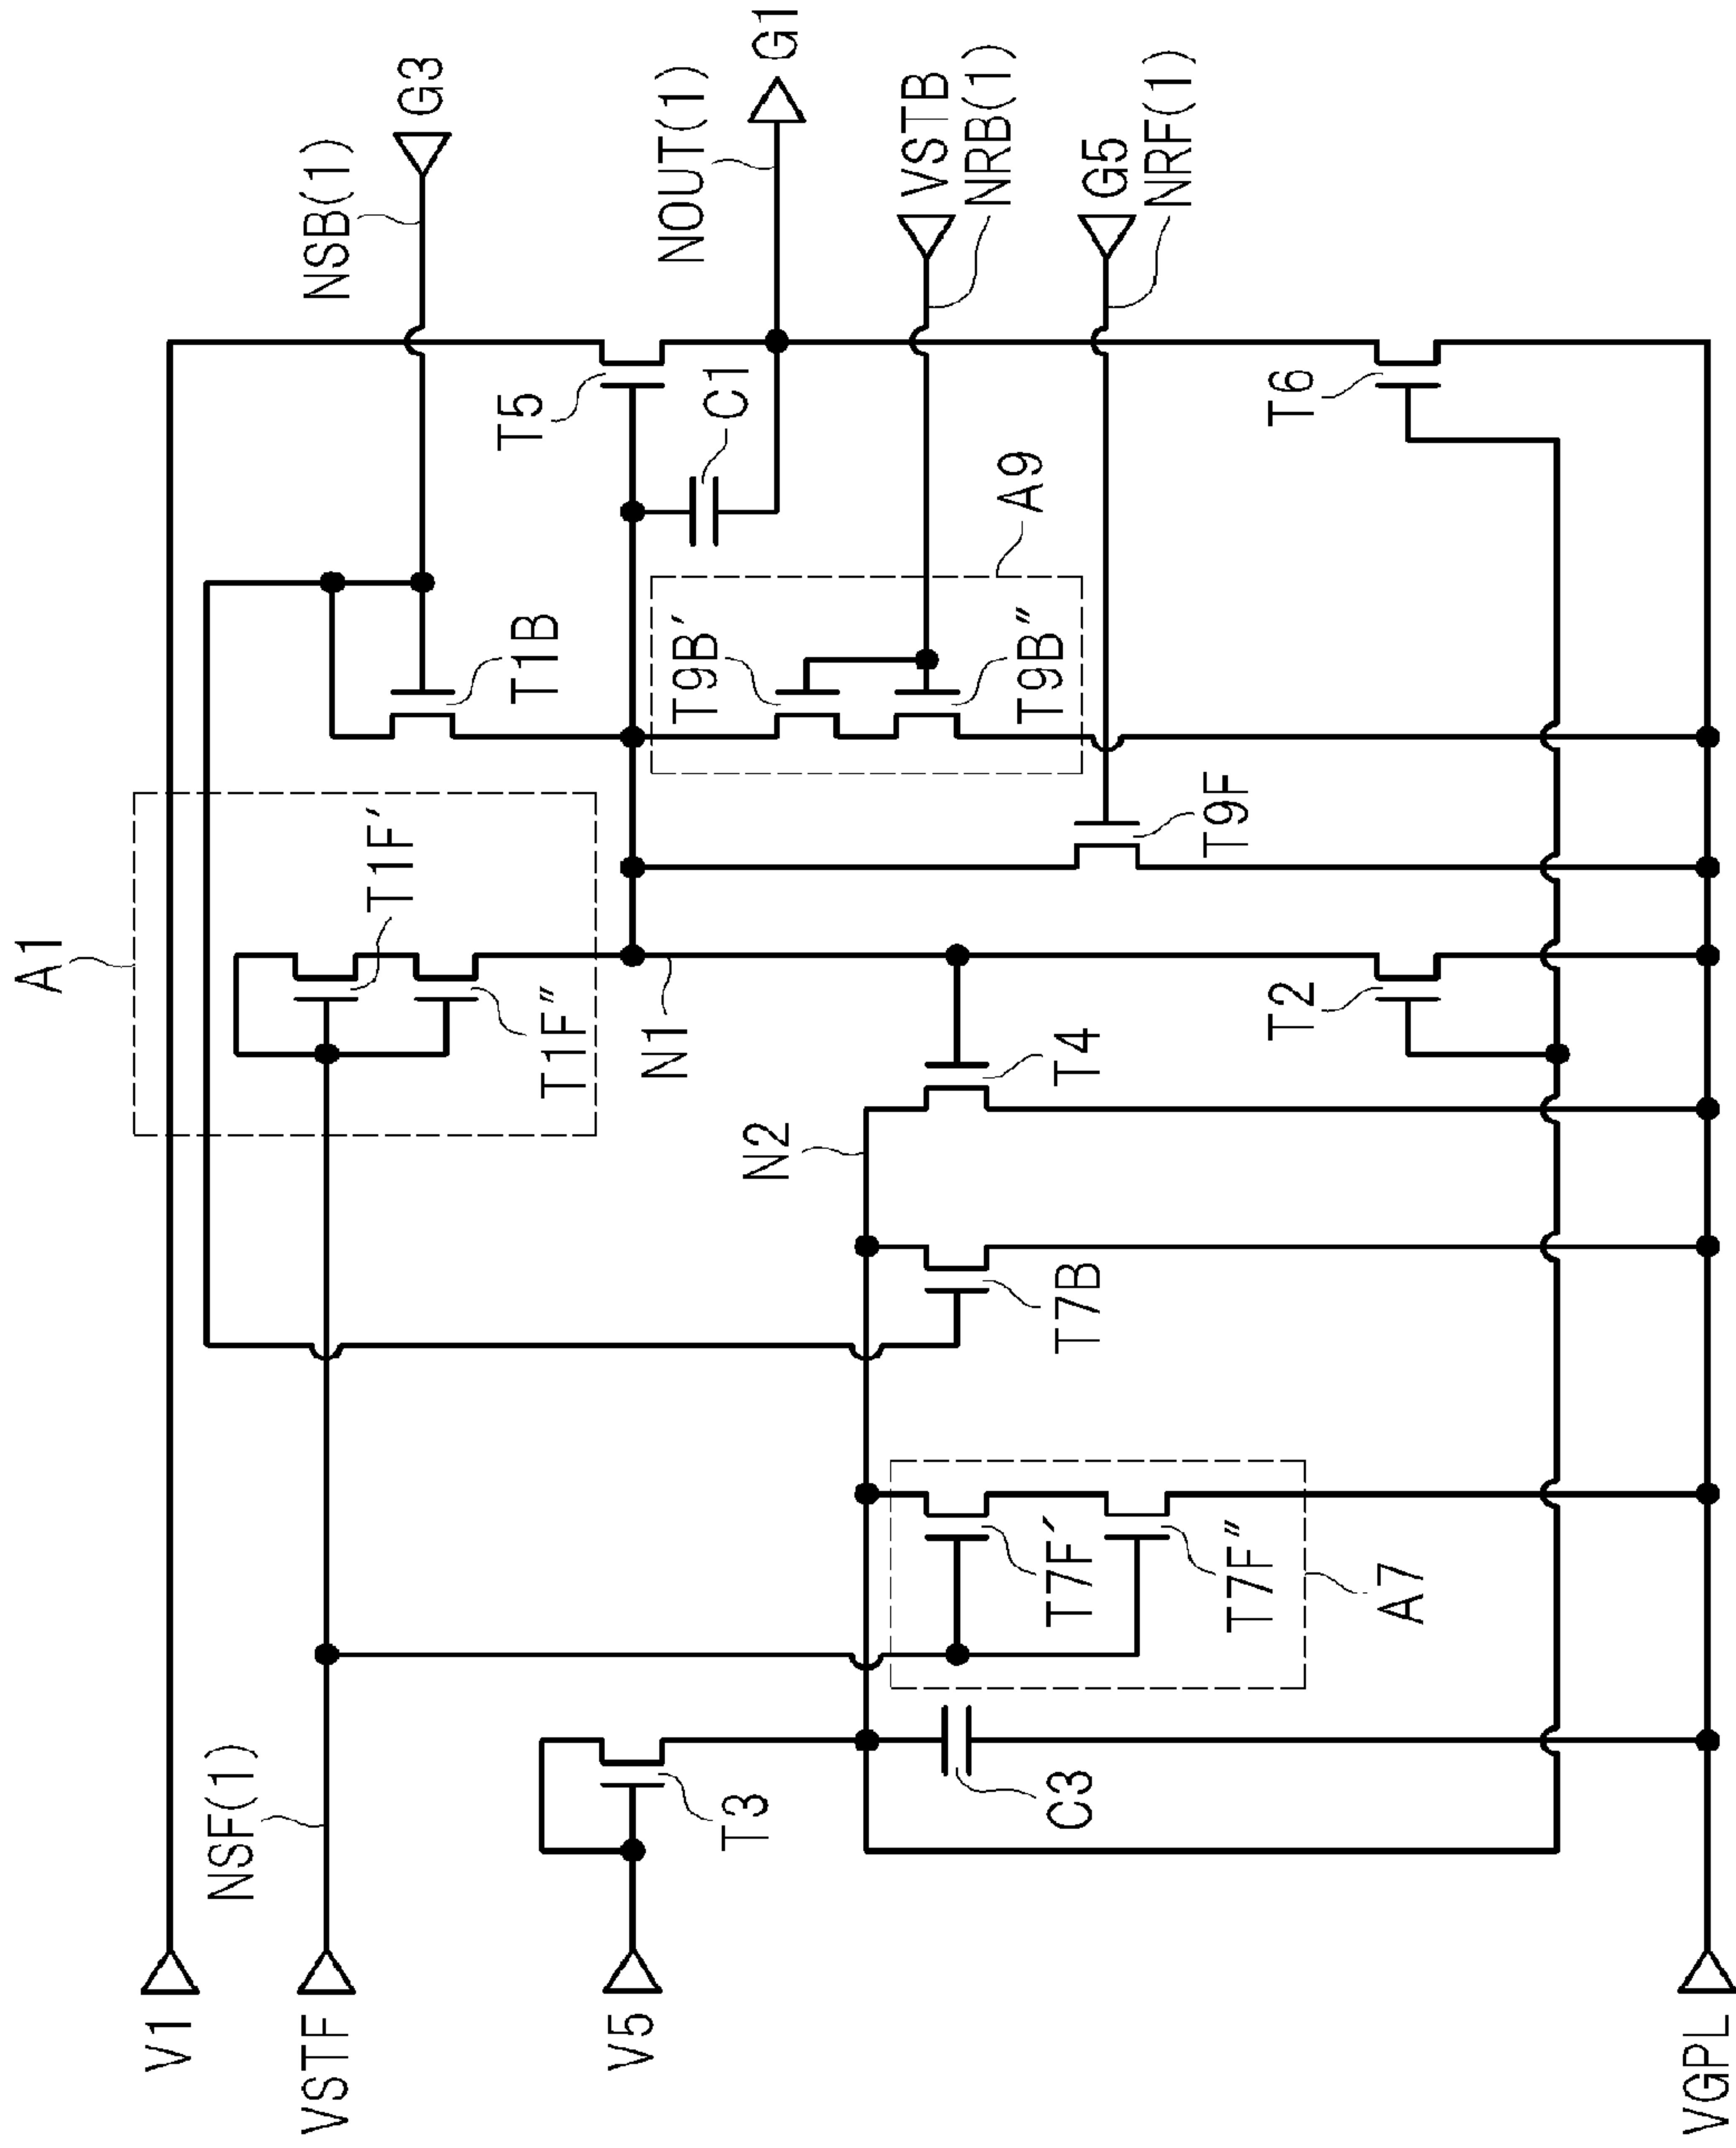 V1
VSTF
NSF(1)
V5
VGPL
A1
T1F′
T1F″
N1
NSB(1)
G3
T1B
T5
C1
NOUT(1)
G1
A9
T9B′
T9B″
VSTB
NRB(1)
G5
NRF(1)
T9F
T6
T2
T4
N2
T7B
T7F′
T7F″
A7
T3
C3